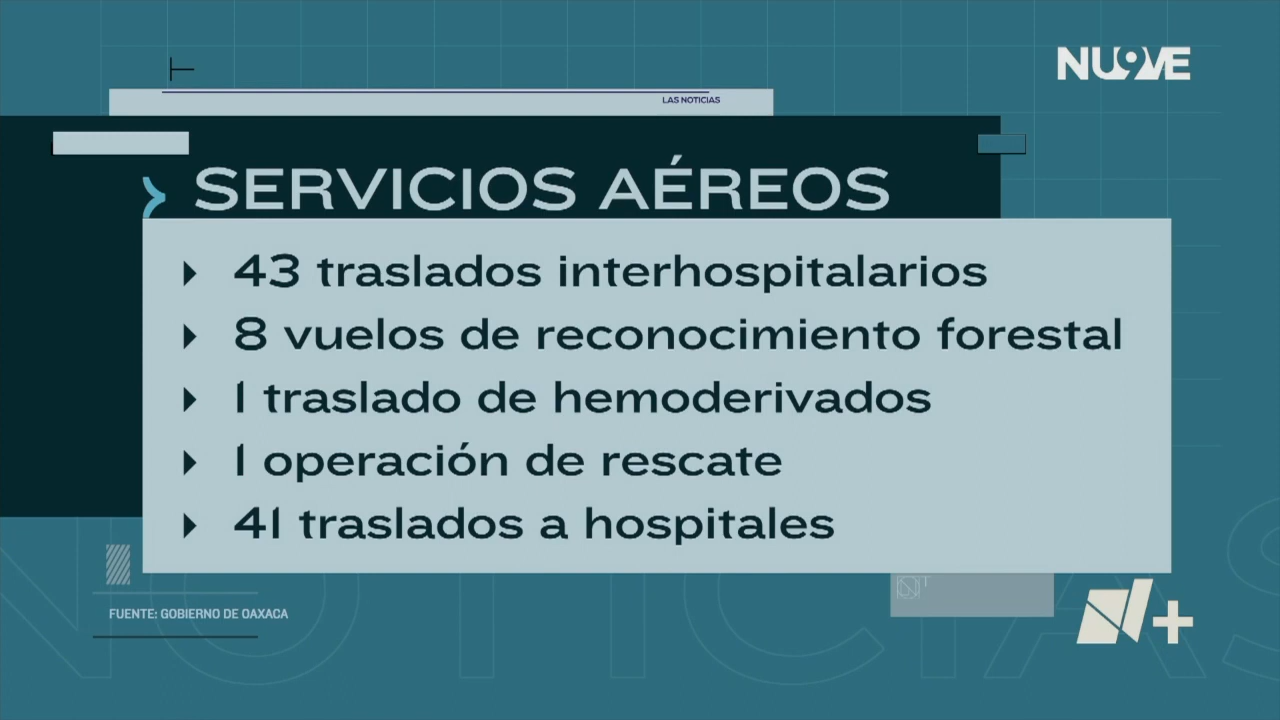 NU9VE
LAS NOTICIAS
SERVICIOS AÉREOS
43 traslados interhospitalarios
8 vuelos de reconocimiento forestal
1 traslado de hemoderivados
1 operación de rescate
41 traslados a hospitales
FUENTE: GOBIERNO DE OAXACA
N+
NOTICIAS